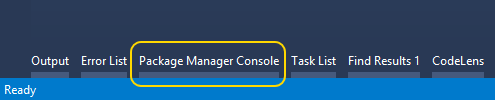 Output Error List Package Manager Console Task List Find Results 1 CodeLens
Ready